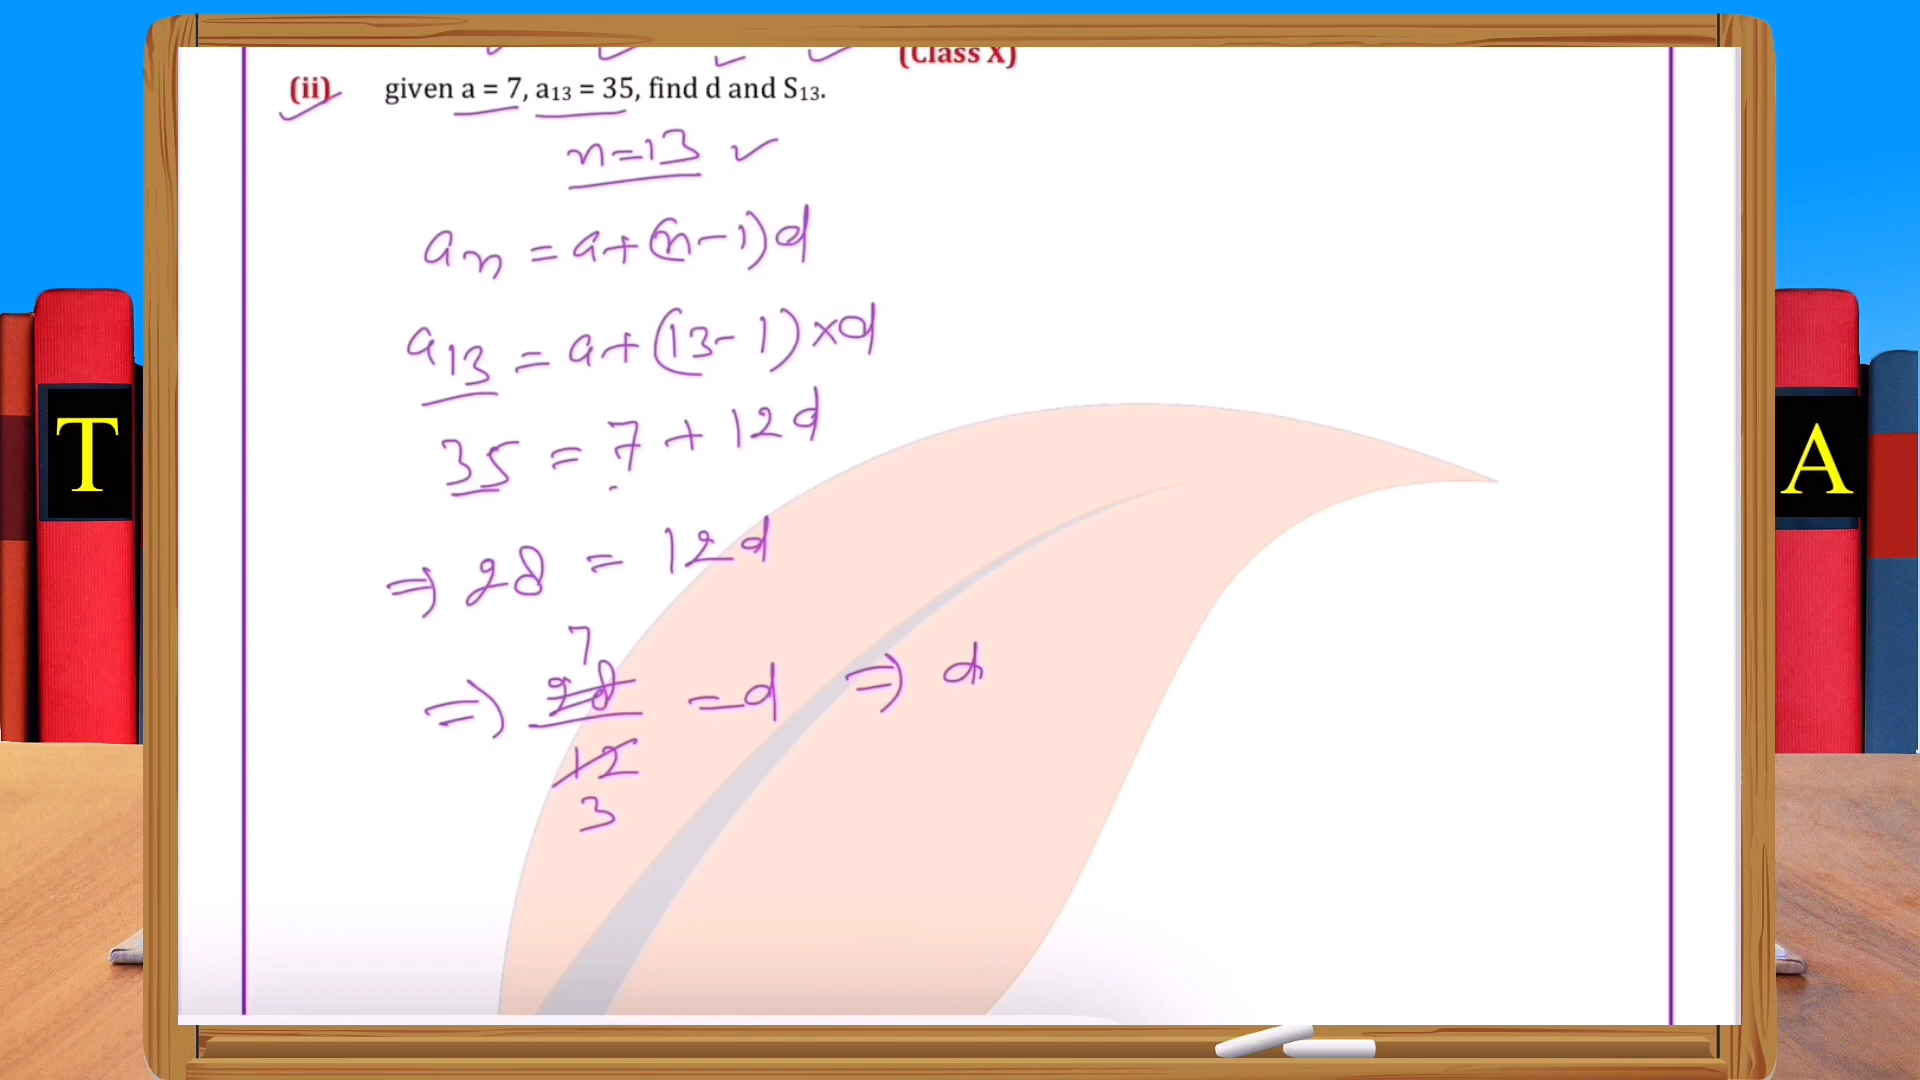 (Class X)
(ii) given a = 7, a₁₃ = 35, find d and S₁₃.
n=13 ✓
aₙ = a+(n-1)d
a₁₃ = a+(13-1)×d
T
A
35 = 7 + 12d
⇒ 28 = 12d
7
⇒ 28 = d ⇒ d
12
3